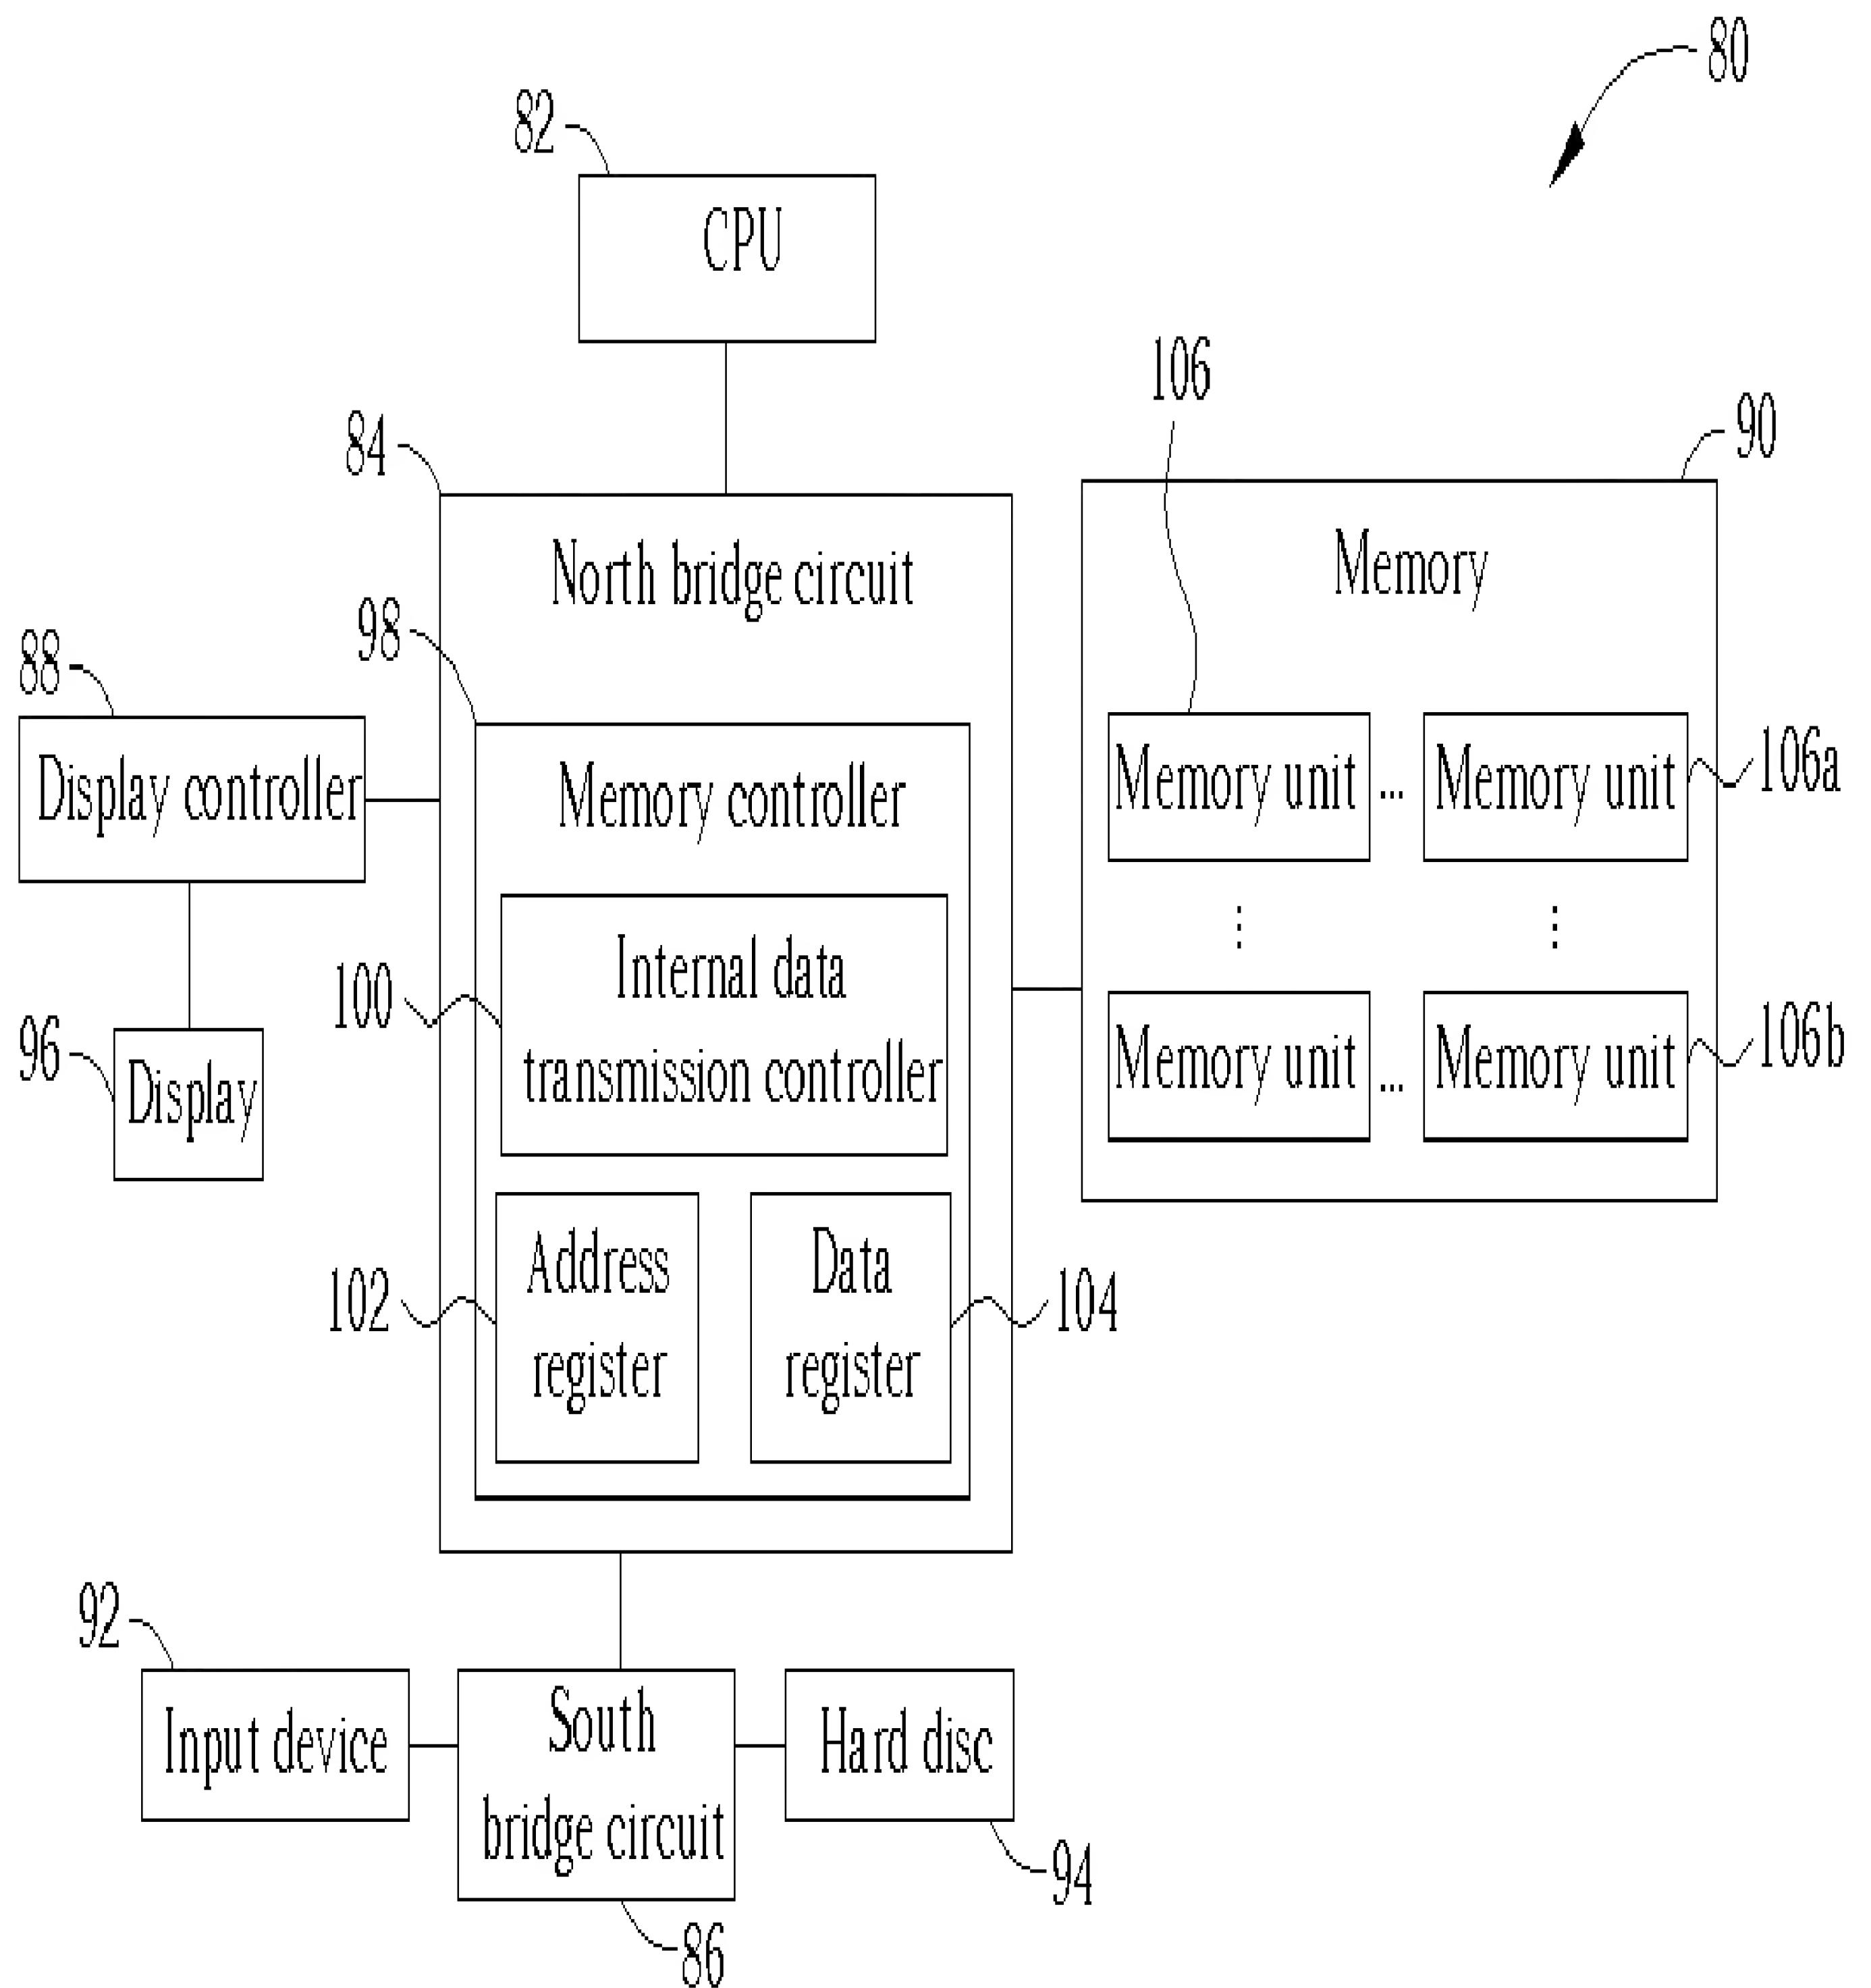 80
82
CPU
106
84
90
North bridge circuit
Memory
98
88
Display controller
Memory controller
Memory unit ... Memory unit
106a
Internal data
transmission controller
100
96
Display
Memory unit ... Memory unit
106b
Address
register
102
Data
register
104
92
Input device
South
bridge circuit
Hard disc
94
86